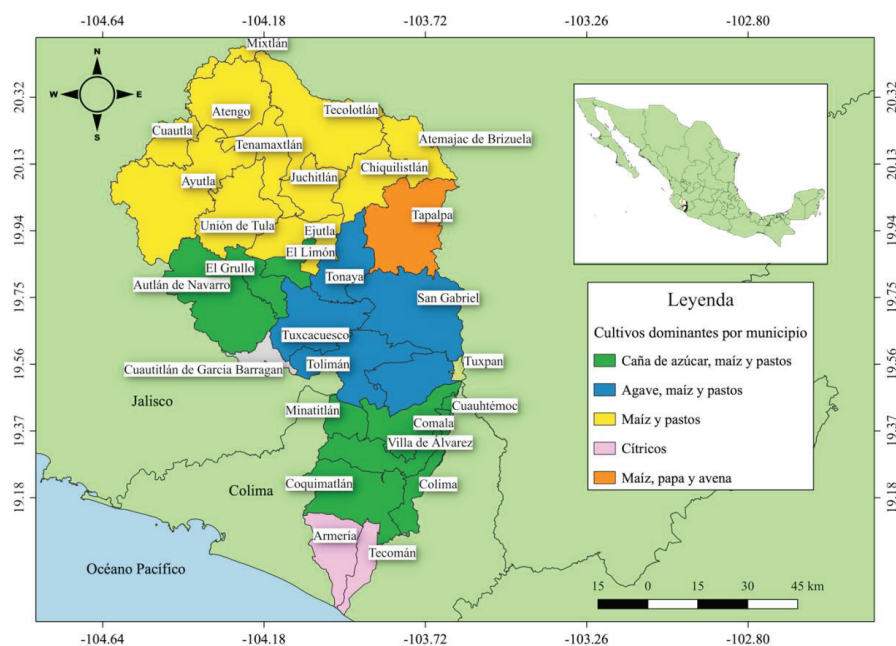 -104.64 -104.18 -103.72 -103.26 -102.80
20.32
20.13
19.94
19.75
19.56
19.37
19.18
N
W E
S
Mixtlán
Atengo
Tecolotlán
Cuautla
Tenamaxtlán
Atemajac de Brizuela
Ayutla
Juchitlán
Chiquilistlán
Unión de Tula
Ejutla
Tapalpa
El Limón
El Grullo
Tonaya
Autlán de Navarro
San Gabriel
Tuxcacuesco
Cuautitlán de Garcia Barragan
Tolimán
Tuxpan
Jalisco
Minatitlán
Cuauhtémoc
Comala
Villa de Álvarez
Colima
Coquimatlán
Colima
Armería
Tecomán
Océano Pacífico
Leyenda
Cultivos dominantes por municipio
Caña de azúcar, maíz y pastos
Agave, maíz y pastos
Maíz y pastos
Cítricos
Maíz, papa y avena
15 0 15 30 45 km
20.32
20.13
19.94
19.75
19.56
19.37
19.18
-104.64 -104.18 -103.72 -103.26 -102.80